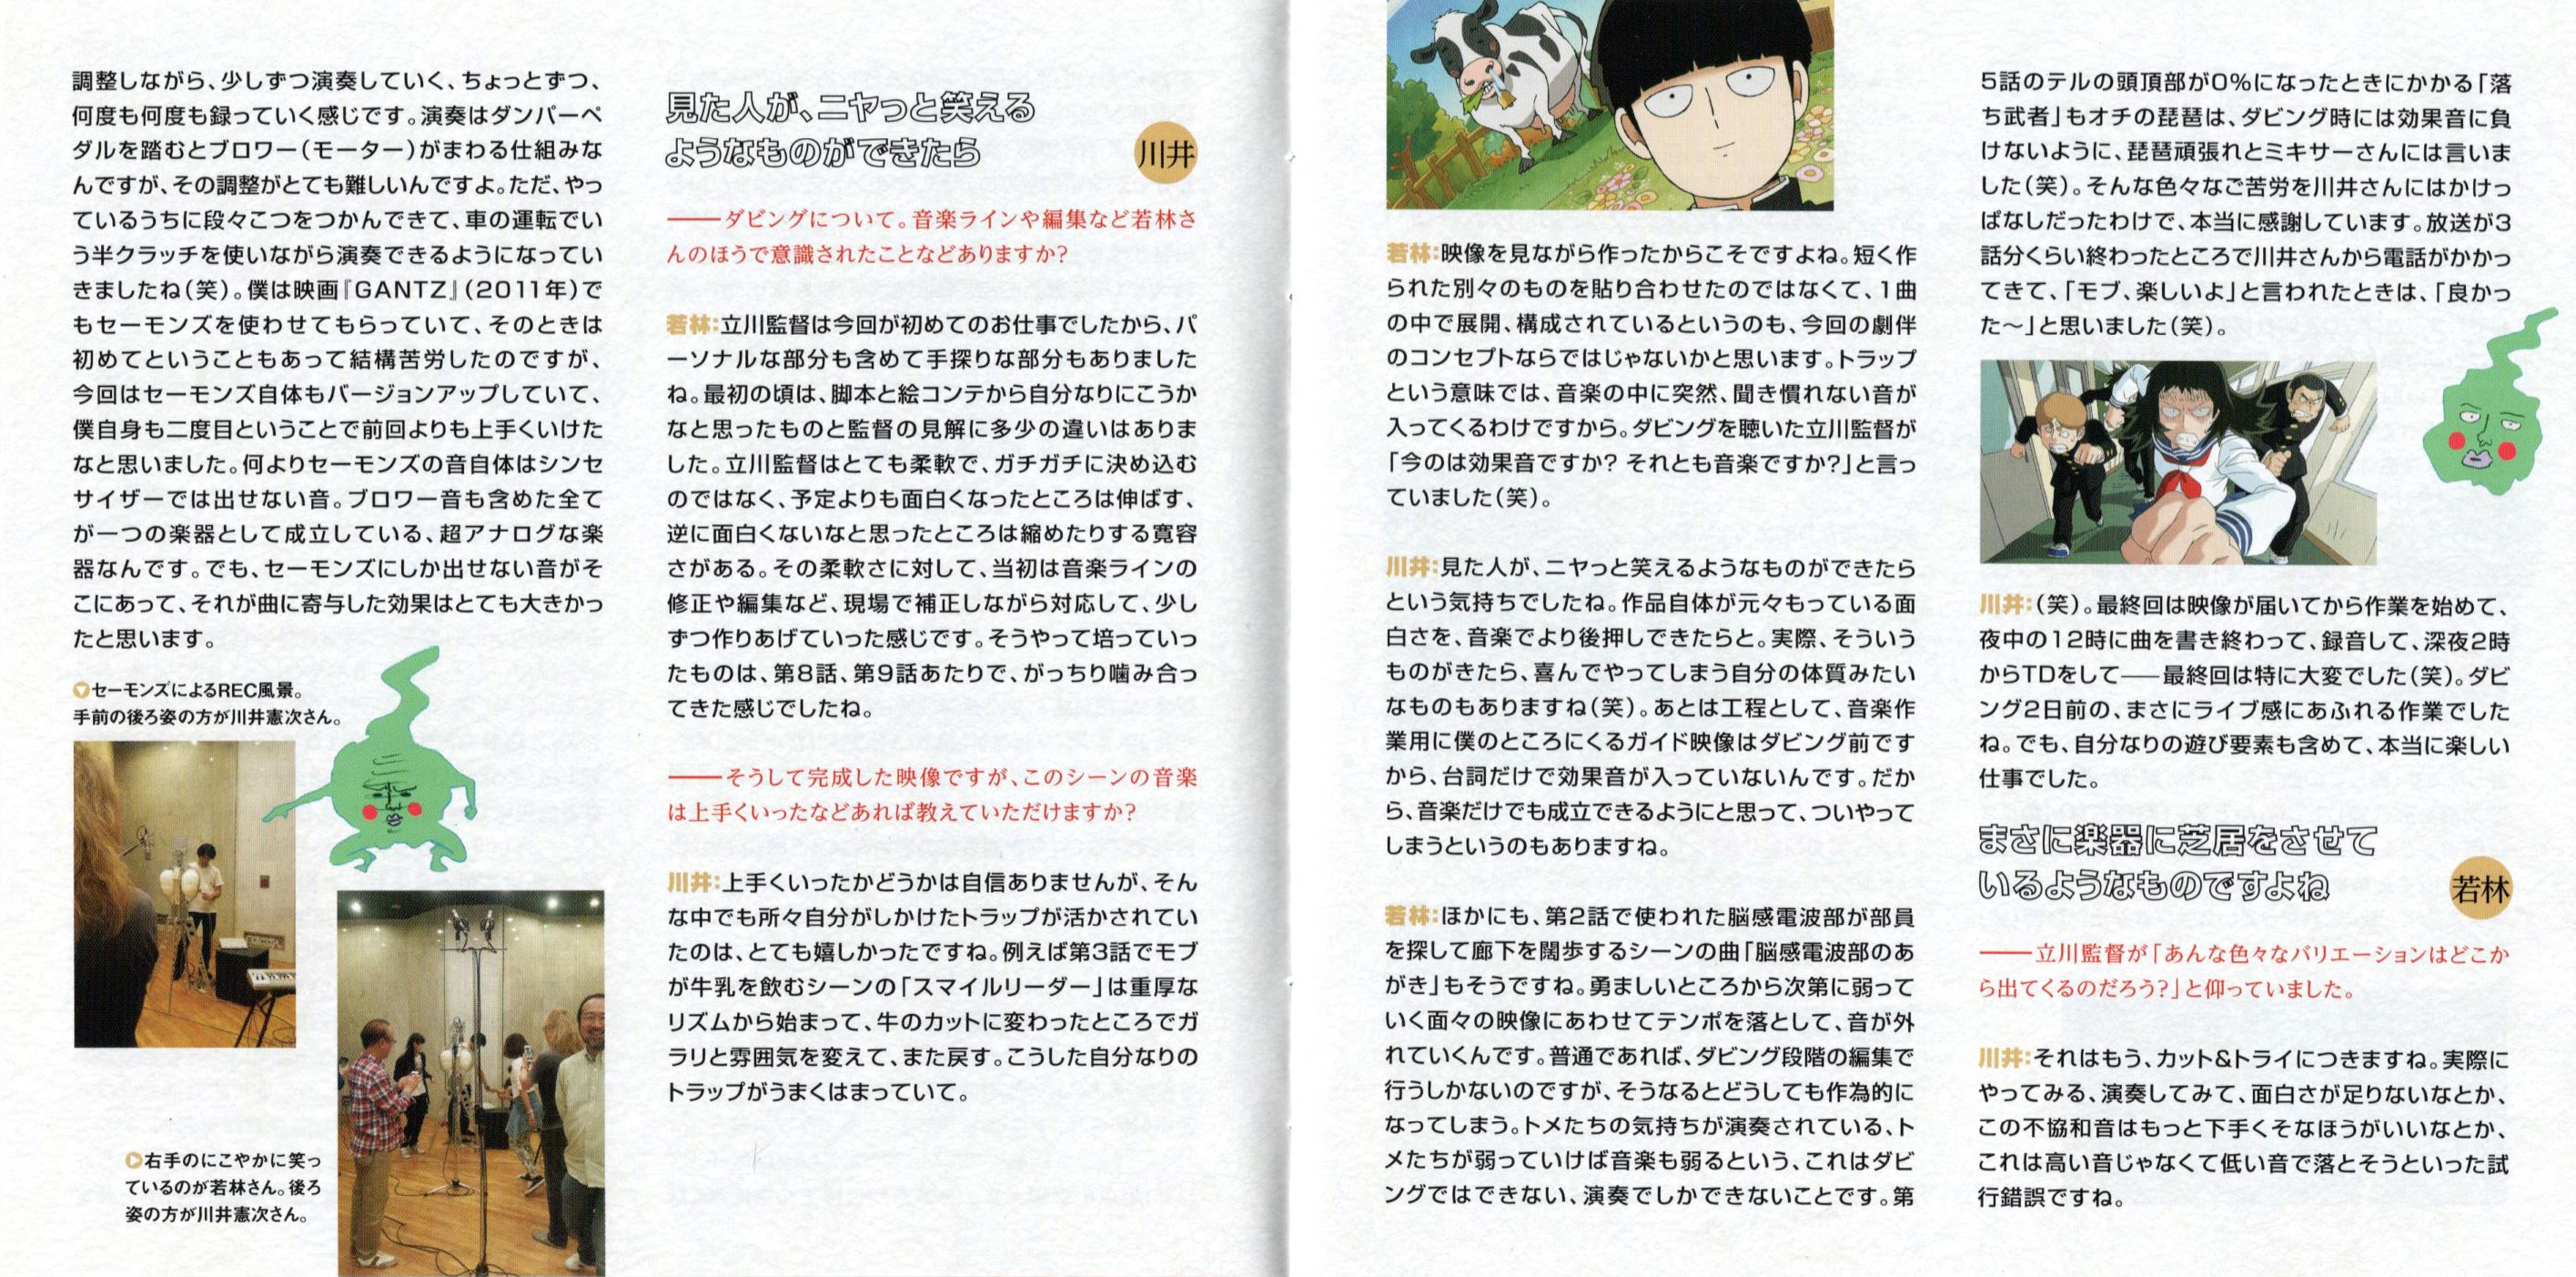 調整しながら、少しずつ演奏していく、ちょっとずつ、
何度も何度も録っていく感じです。演奏はダンパーペ
ダルを踏むとブロワー（モーター）がまわる仕組みな
んですが、その調整がとても難しいんですよ。ただ、やっ
ているうちに段々こつをつかんできて、車の運転でい
う半クラッチを使いながら演奏できるようになってい
きましたね（笑）。僕は映画『GANTZ』（2011年）で
もセーモンズを使わせてもらっていて、そのときは
初めてということもあって結構苦労したのですが、
今回はセーモンズ自体もバージョンアップしていて、
僕自身も二度目ということで前回よりも上手くいけた
なと思いました。何よりセーモンズの音自体はシンセ
サイザーでは出せない音。ブロワー音も含めた全て
が一つの楽器として成立している、超アナログな楽
器なんです。でも、セーモンズにしか出せない音がそ
こにあって、それが曲に寄与した効果はとても大きかっ
たと思います。
セーモンズによるREC風景。
手前の後ろ姿の方が川井憲次さん。
右手のにこやかに笑っ
ているのが若林さん。後ろ
姿の方が川井憲次さん。
見た人が、ニヤっと笑える
ようなものができたら
川井
――ダビングについて。音楽ラインや編集など若林さ
んのほうで意識されたことなどありますか？
若林：立川監督は今回が初めてのお仕事でしたから、パ
ーソナルな部分も含めて手探りな部分もありました
ね。最初の頃は、脚本と絵コンテから自分なりにこうか
なと思ったものと監督の見解に多少の違いはありま
した。立川監督はとても柔軟で、ガチガチに決め込む
のではなく、予定よりも面白くなったところは伸ばす、
逆に面白くないなと思ったところは縮めたりする寛容
さがある。その柔軟さに対して、当初は音楽ラインの
修正や編集など、現場で補正しながら対応して、少し
ずつ作りあげていった感じです。そうやって培っていっ
たものは、第8話、第9話あたりで、がっちり噛み合っ
てきた感じでしたね。
――そうして完成した映像ですが、このシーンの音楽
は上手くいったなどあれば教えていただけますか？
川井：上手くいったかどうかは自信ありませんが、そん
な中でも所々自分がしかけたトラップが活かされてい
たのは、とても嬉しかったですね。例えば第3話でモブ
が牛乳を飲むシーンの「スマイルリーダー」は重厚な
リズムから始まって、牛のカットに変わったところでガ
ラリと雰囲気を変えて、また戻す。こうした自分なりの
トラップがうまくはまっていて。
若林：映像を見ながら作ったからこそですよね。短く作
られた別々のものを貼り合わせたのではなくて、1曲
の中で展開、構成されているというのも、今回の劇伴
のコンセプトならではじゃないかと思います。トラップ
という意味では、音楽の中に突然、聞き慣れない音が
入ってくるわけですから。ダビングを聴いた立川監督が
「今のは効果音ですか？ それとも音楽ですか？」と言っ
ていました（笑）。
川井：見た人が、ニヤっと笑えるようなものができたら
という気持ちでしたね。作品自体が元々もっている面
白さを、音楽でより後押しできたらと。実際、そういう
ものがきたら、喜んでやってしまう自分の体質みたい
なものもありますね（笑）。あとは工程として、音楽作
業用に僕のところにくるガイド映像はダビング前です
から、台詞だけで効果音が入っていないんです。だか
ら、音楽だけでも成立できるようにと思って、ついやって
しまうというのもありますね。
若林：ほかにも、第2話で使われた脳感電波部が部員
を探して廊下を闊歩するシーンの曲「脳感電波部のあ
がき」もそうですね。勇ましいところから次第に弱って
いく面々の映像にあわせてテンポを落として、音が外
れていくんです。普通であれば、ダビング段階の編集で
行うしかないのですが、そうなるとどうしても作為的に
なってしまう。トメたちの気持ちが演奏されている、ト
メたちが弱っていけば音楽も弱るという、これはダビ
ングではできない、演奏でしかできないことです。第
5話のテルの頭頂部が0%になったときにかかる「落
ち武者」もオチの琵琶は、ダビング時には効果音に負
けないように、琵琶頑張れとミキサーさんには言いま
した（笑）。そんな色々なご苦労を川井さんにはかけっ
ぱなしだったわけで、本当に感謝しています。放送が3
話分くらい終わったところで川井さんから電話がかかっ
てきて、「モブ、楽しいよ」と言われたときは、「良かっ
た～」と思いました（笑）。
川井：（笑）。最終回は映像が届いてから作業を始めて、
夜中の12時に曲を書き終わって、録音して、深夜2時
からTDをして――最終回は特に大変でした（笑）。ダビ
ング2日前の、まさにライブ感にあふれる作業でした
ね。でも、自分なりの遊び要素も含めて、本当に楽しい
仕事でした。
まさに楽器に芝居をさせて
いるようなものですよね
若林
――立川監督が「あんな色々なバリエーションはどこか
ら出てくるのだろう？」と仰っていました。
川井：それはもう、カット&トライにつきますね。実際に
やってみる、演奏してみて、面白さが足りないなとか、
この不協和音はもっと下手くそなほうがいいなとか、
これは高い音じゃなくて低い音で落とそうといった試
行錯誤ですね。